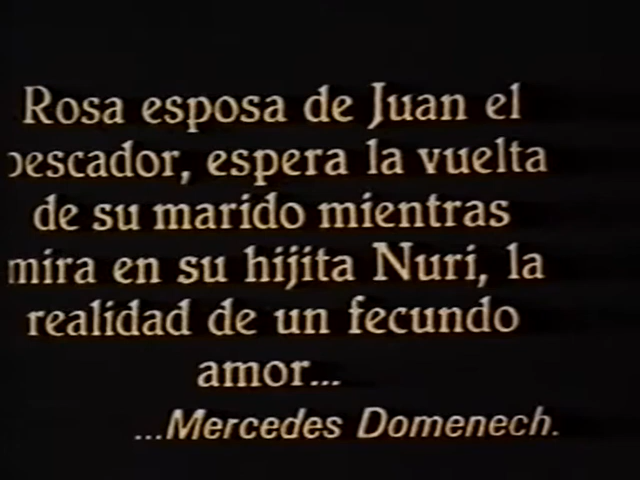 Rosa esposa de Juan el
pescador, espera la vuelta
de su marido mientras
mira en su hijita Nuri, la
realidad de un fecundo
amor...
...Mercedes Domenech.